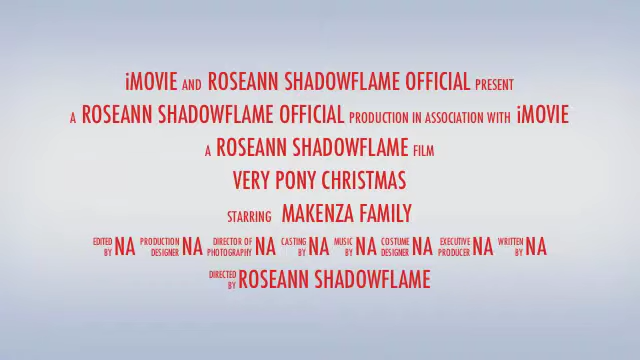 iMOVIE AND ROSEANN SHADOWFLAME OFFICIAL PRESENT
A ROSEANN SHADOWFLAME OFFICIAL PRODUCTION IN ASSOCIATION WITH iMOVIE
A ROSEANN SHADOWFLAME FILM
VERY PONY CHRISTMAS
STARRING MAKENZA FAMILY
EDITED BY NA PRODUCTION DESIGNER NA DIRECTOR OF PHOTOGRAPHY NA CASTING BY NA MUSIC BY NA COSTUME DESIGNER NA EXECUTIVE PRODUCER NA WRITTEN BY NA
DIRECTED BY ROSEANN SHADOWFLAME